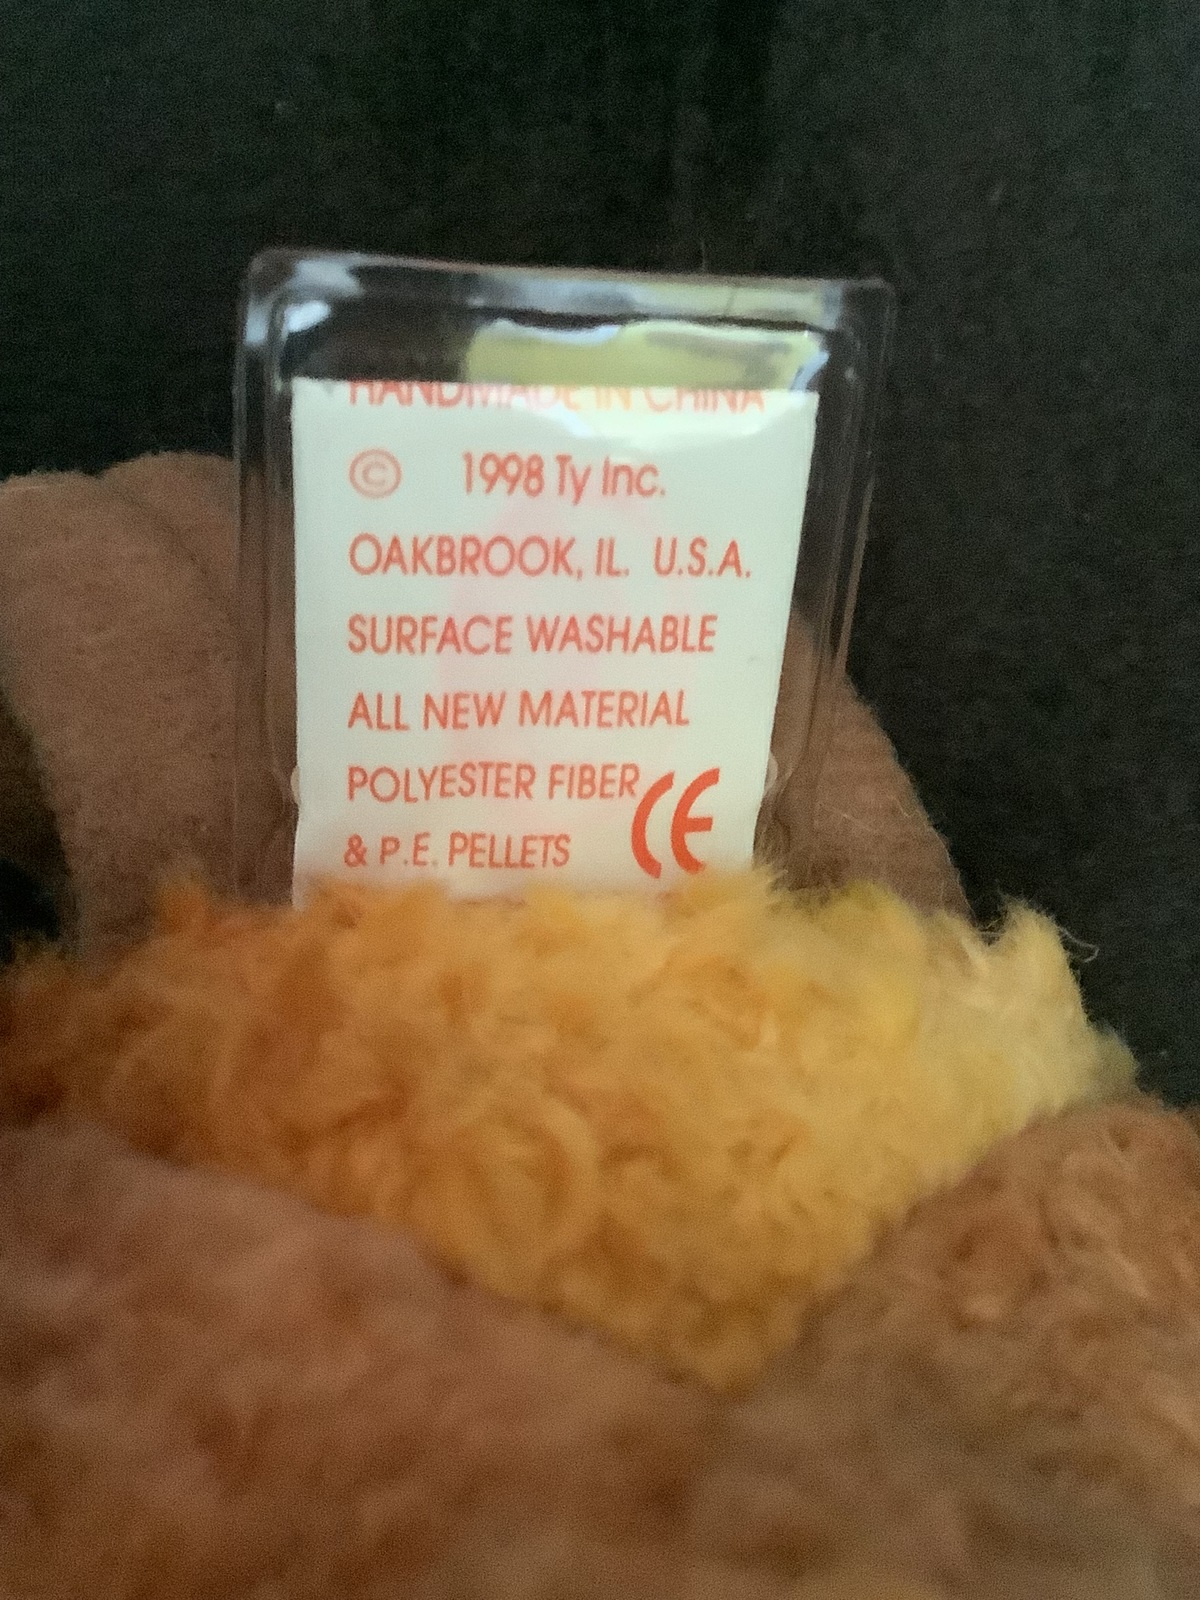 HANDMADE IN CHINA
© 1998 Ty Inc.
OAKBROOK, IL. U.S.A.
SURFACE WASHABLE
ALL NEW MATERIAL
POLYESTER FIBER
& P.E. PELLETS CE